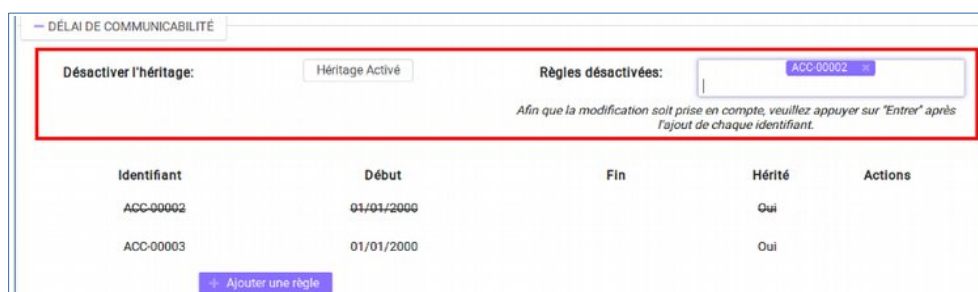 — DÉLAI DE COMMUNICABILITÉ
Désactiver l'héritage: Héritage Activé Règles désactivées: ACC-00002 ×
Afin que la modification soit prise en compte, veuillez appuyer sur "Entrer" après
l'ajout de chaque identifiant.
Identifiant Début Fin Hérité Actions
ACC-00002 01/01/2000 Oui
ACC-00003 01/01/2000 Oui
+ Ajouter une règle